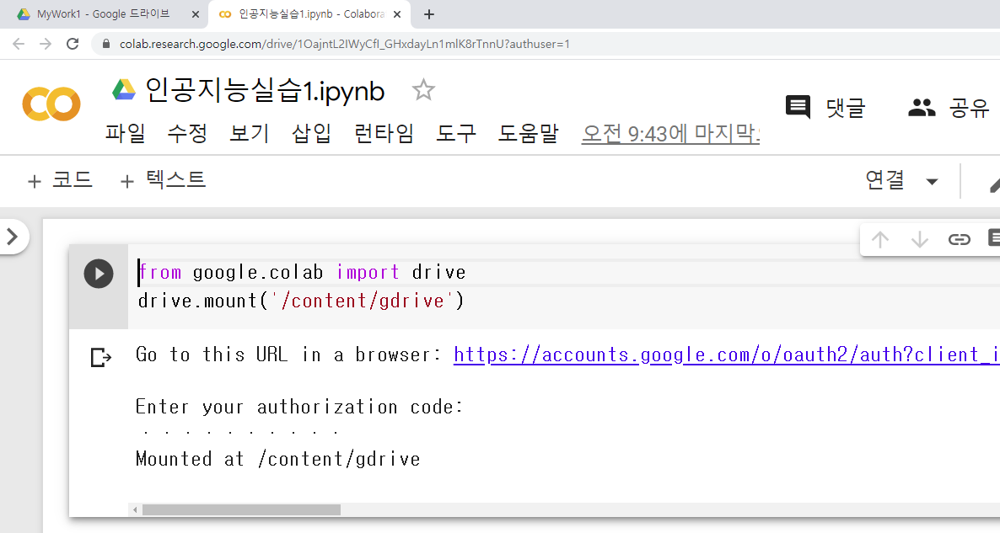 MyWork1 - Google 드라이브
인공지능실습1.ipynb - Colabora
colab.research.google.com/drive/1OajntL2IWyCfI_GHxdayLn1mlK8rTnnU?authuser=1
인공지능실습1.ipynb
댓글 공유
파일 수정 보기 삽입 런타임 도구 도움말 오전 9:43에 마지막
+ 코드 + 텍스트 연결
from google.colab import drive
drive.mount('/content/gdrive')
Go to this URL in a browser: https://accounts.google.com/o/oauth2/auth?client_i
Enter your authorization code:
··········
Mounted at /content/gdrive